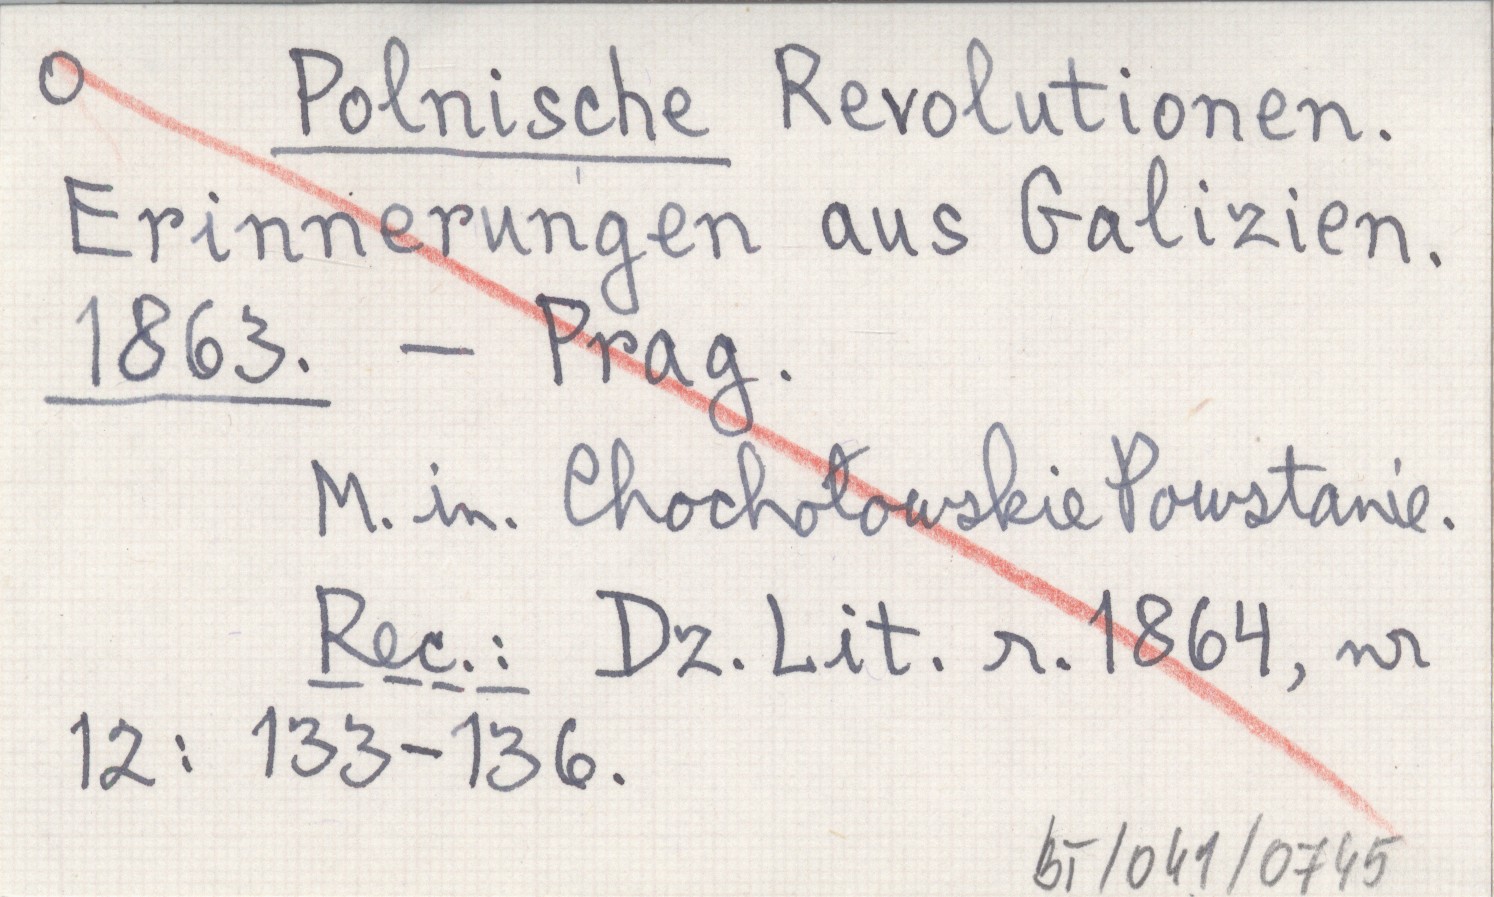 O Polnische Revolutionen.
Erinnerungen aus Galizien.
1863. — Prag.
M. in. Chochołowskie Powstanie.
Rec.: Dz. Lit. r. 1864, nr
12: 133-136.
BI/041/0745